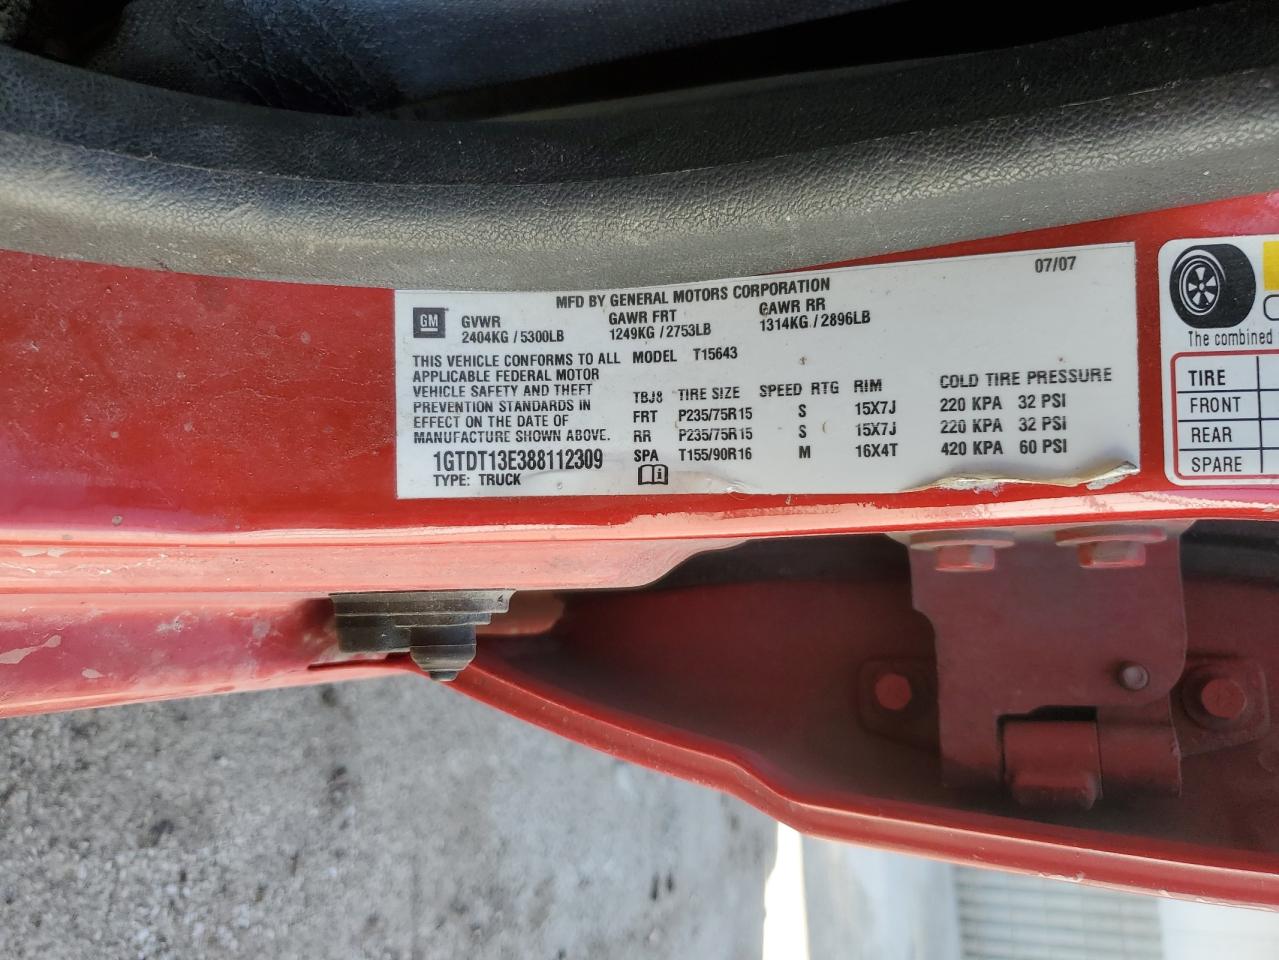 07/07
MFD BY GENERAL MOTORS CORPORATION
GM
GVWR GAWR FRT GAWR RR
2404KG / 5300LB 1249KG / 2753LB 1314KG / 2896LB
THIS VEHICLE CONFORMS TO ALL
APPLICABLE FEDERAL MOTOR
VEHICLE SAFETY AND THEFT
PREVENTION STANDARDS IN
EFFECT ON THE DATE OF
MANUFACTURE SHOWN ABOVE.
1GTDT13E388112309
TYPE: TRUCK
MODEL T15643
TBJ8 TIRE SIZE SPEED RTG RIM COLD TIRE PRESSURE
FRT P235/75R15 S 15X7J 220 KPA 32 PSI
RR P235/75R15 S 15X7J 220 KPA 32 PSI
SPA T155/90R16 M 16X4T 420 KPA 60 PSI
The combined
TIRE
FRONT
REAR
SPARE